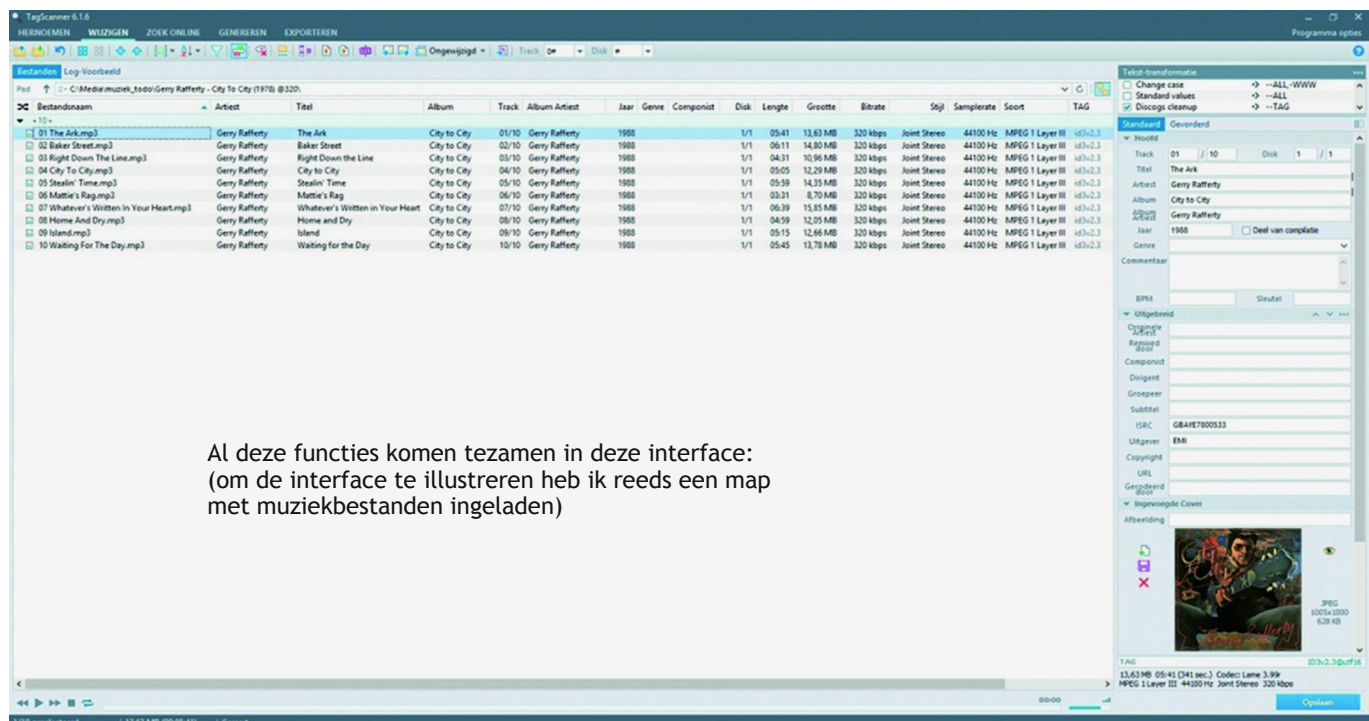 TagScanner 6.1.6
HERNOEMEN WIJZIGEN ZOEK ONLINE GENEREREN EXPORTEREN
Programma opties
Ongewijzigd Track Disk
Bestanden Log-Voorbeeld
Pad C:\Media\muziek_todo\Gerry Rafferty - City To City (1978) @320\
Bestandsnaam Artiest Titel Album Track Album Artiest Jaar Genre Componist Disk Lengte Grootte Bitrate Stijl Samplerate Soort TAG
10
01 The Ark.mp3 Gerry Rafferty The Ark City to City 01/10 Gerry Rafferty 1988 1/1 05:41 13,63 MB 320 kbps Joint Stereo 44100 Hz MPEG 1 Layer III id3v2.3
02 Baker Street.mp3 Gerry Rafferty Baker Street City to City 02/10 Gerry Rafferty 1988 1/1 06:11 14,80 MB 320 kbps Joint Stereo 44100 Hz MPEG 1 Layer III id3v2.3
03 Right Down The Line.mp3 Gerry Rafferty Right Down the Line City to City 03/10 Gerry Rafferty 1988 1/1 04:31 10,96 MB 320 kbps Joint Stereo 44100 Hz MPEG 1 Layer III id3v2.3
04 City To City.mp3 Gerry Rafferty City to City City to City 04/10 Gerry Rafferty 1988 1/1 05:05 12,29 MB 320 kbps Joint Stereo 44100 Hz MPEG 1 Layer III id3v2.3
05 Stealin' Time.mp3 Gerry Rafferty Stealin' Time City to City 05/10 Gerry Rafferty 1988 1/1 05:59 14,35 MB 320 kbps Joint Stereo 44100 Hz MPEG 1 Layer III id3v2.3
06 Mattie's Rag.mp3 Gerry Rafferty Mattie's Rag City to City 06/10 Gerry Rafferty 1988 1/1 03:31 8,70 MB 320 kbps Joint Stereo 44100 Hz MPEG 1 Layer III id3v2.3
07 Whatever's Written In Your Heart.mp3 Gerry Rafferty Whatever's Written in Your Heart City to City 07/10 Gerry Rafferty 1988 1/1 06:39 15,85 MB 320 kbps Joint Stereo 44100 Hz MPEG 1 Layer III id3v2.3
08 Home And Dry.mp3 Gerry Rafferty Home and Dry City to City 08/10 Gerry Rafferty 1988 1/1 04:59 12,05 MB 320 kbps Joint Stereo 44100 Hz MPEG 1 Layer III id3v2.3
09 Island.mp3 Gerry Rafferty Island City to City 09/10 Gerry Rafferty 1988 1/1 05:15 12,66 MB 320 kbps Joint Stereo 44100 Hz MPEG 1 Layer III id3v2.3
10 Waiting For The Day.mp3 Gerry Rafferty Waiting for the Day City to City 10/10 Gerry Rafferty 1988 1/1 05:45 13,78 MB 320 kbps Joint Stereo 44100 Hz MPEG 1 Layer III id3v2.3
Al deze functies komen tezamen in deze interface:
(om de interface te illustreren heb ik reeds een map
met muziekbestanden ingeladen)
00:00
Tekst-transformatie
Change case --ALL,-WWW
Standard values --ALL
Discogs cleanup --TAG
Standaard Gevorderd
Hoofd
Track 01 / 10 Disk 1 / 1
Titel The Ark
Artiest Gerry Rafferty
Album City to City
Album Artiest Gerry Rafferty
Jaar 1988 Deel van compilatie
Genre
Commentaar
BPM Sleutel
Uitgebreid
Originele Artiest
Remixed door
Componist
Dirigent
Groepeer
Subtitel
ISRC GBAYE7800533
Uitgever EMI
Copyright
URL
Gecodeerd door
Ingevoegde Cover
Afbeelding
City to City
Gerry Rafferty
JPEG
1005x1000
628 KB
TAG ID3v2.3@utf16
13,63 MB 05:41 (341 sec.) Codec: Lame 3.99r
MPEG 1 Layer III 44100 Hz Joint Stereo 320 kbps
Opslaan